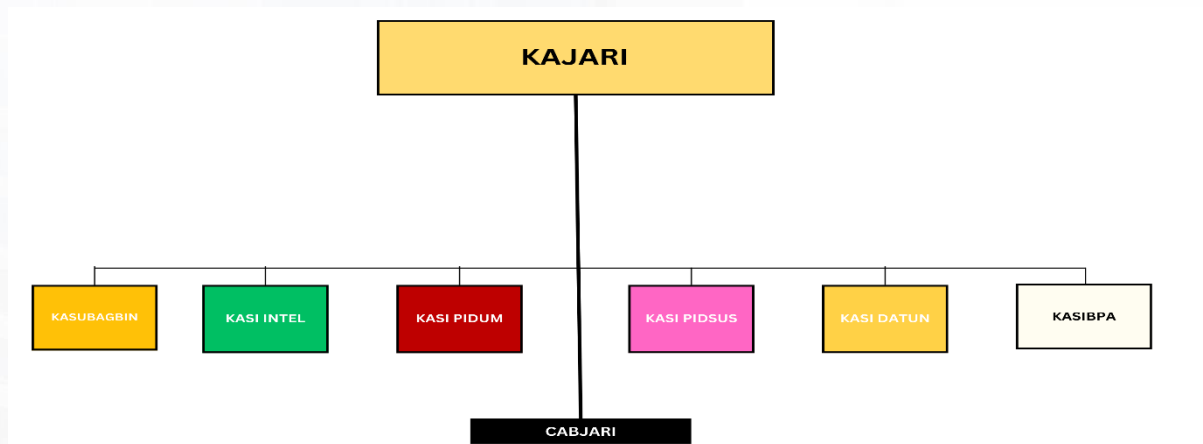 KAJARI
KASUBAGBIN
KASI INTEL
KASI PIDUM
KASI PIDSUS
KASI DATUN
KASIBPA
CABJARI